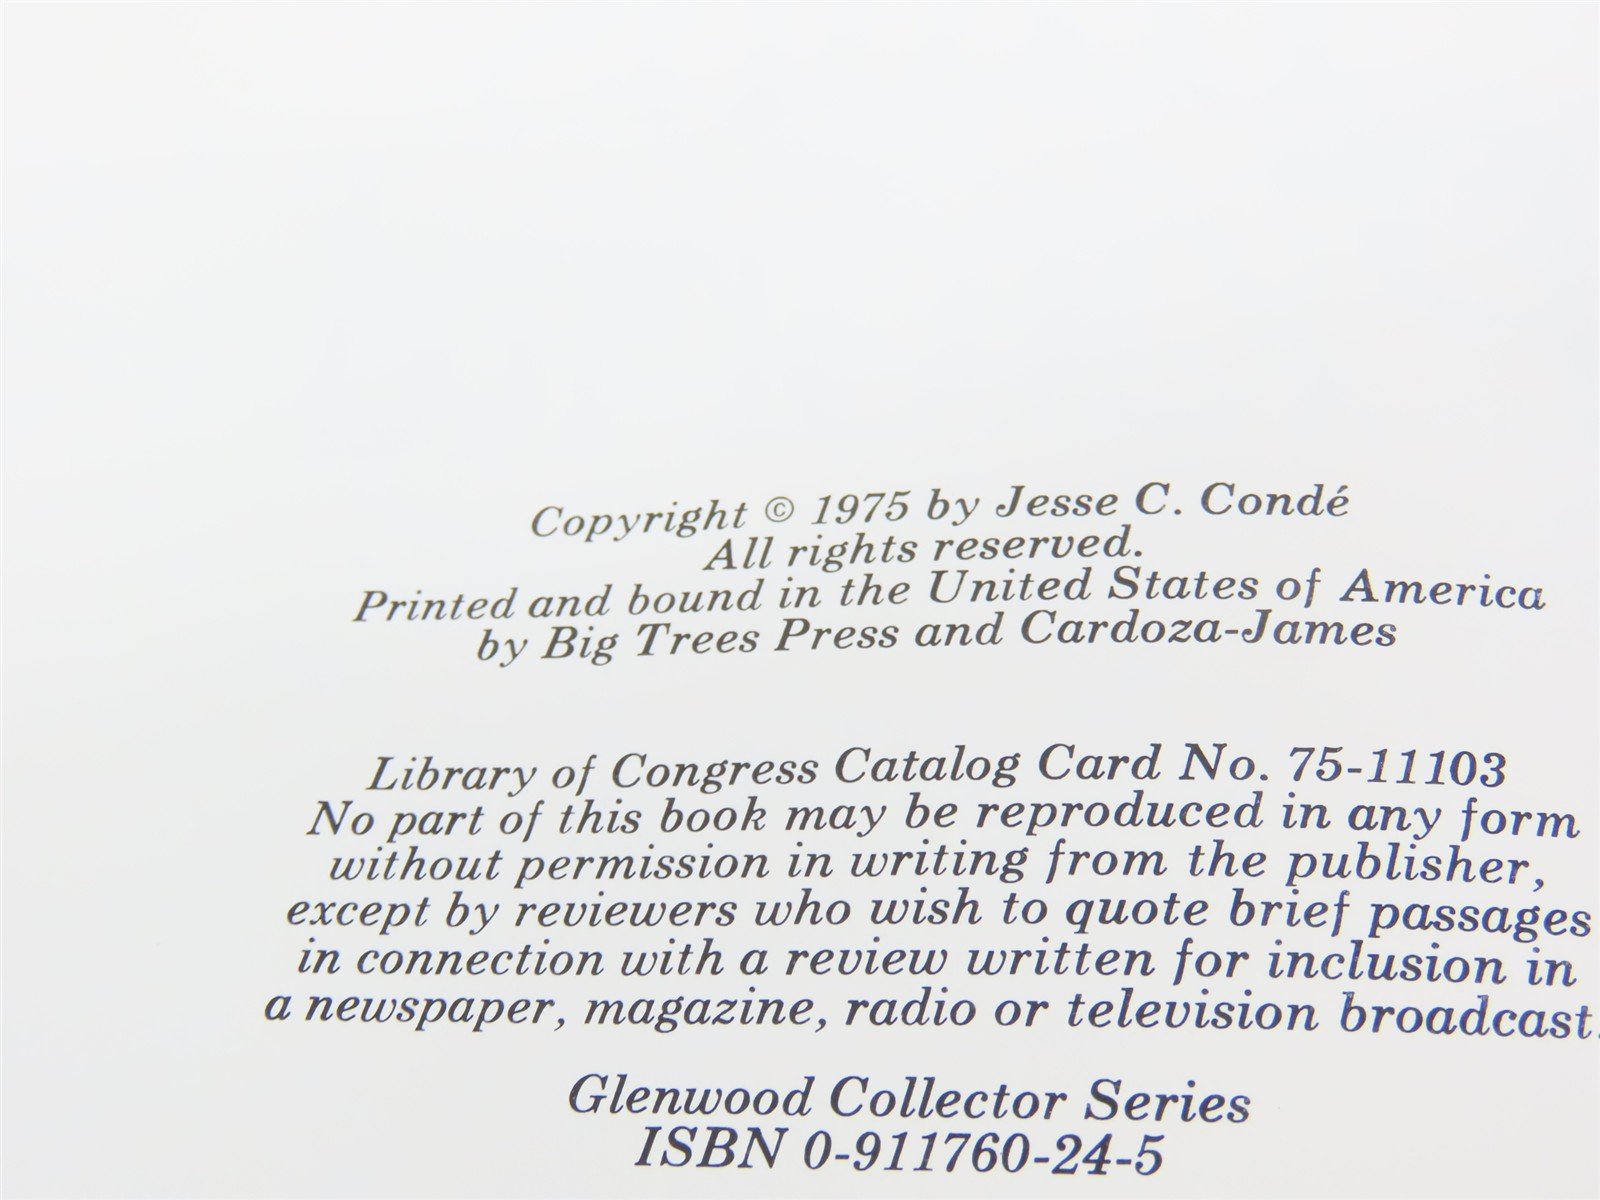 Copyright © 1975 by Jesse C. Condé
All rights reserved.
Printed and bound in the United States of America
by Big Trees Press and Cardoza-James
Library of Congress Catalog Card No. 75-11103
No part of this book may be reproduced in any form
without permission in writing from the publisher,
except by reviewers who wish to quote brief passages
in connection with a review written for inclusion in
a newspaper, magazine, radio or television broadcast.
Glenwood Collector Series
ISBN 0-911760-24-5